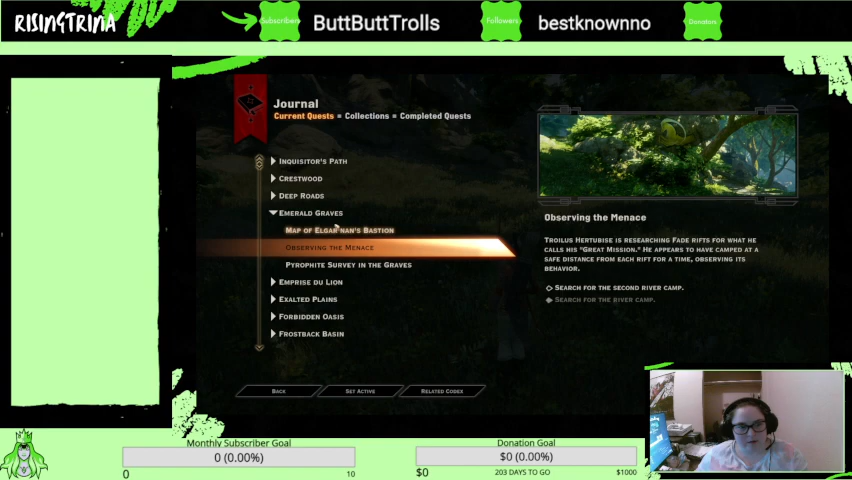 RISINGTRINA
Subscribers
ButtButtTrolls
Followers
bestknownno
Donators
Journal
Current Quests = Collections = Completed Quests
Inquisitor's Path
Crestwood
Deep Roads
Emerald Graves
Map of Elgar'nan's Bastion
Observing the Menace
Pyrophite Survey in the Graves
Emprise du Lion
Exalted Plains
Forbidden Oasis
Frostback Basin
Back
Set Active
Related Codex
Observing the Menace
Troilus Hertubise is researching Fade rifts for what he
calls his "Great Mission." He appears to have camped at a
safe distance from each rift for a time, observing its
behavior.
Search for the second river camp.
Search for the river camp.
Monthly Subscriber Goal
0 (0.00%)
0
10
Donation Goal
$0 (0.00%)
$0
203 DAYS TO GO
$1000